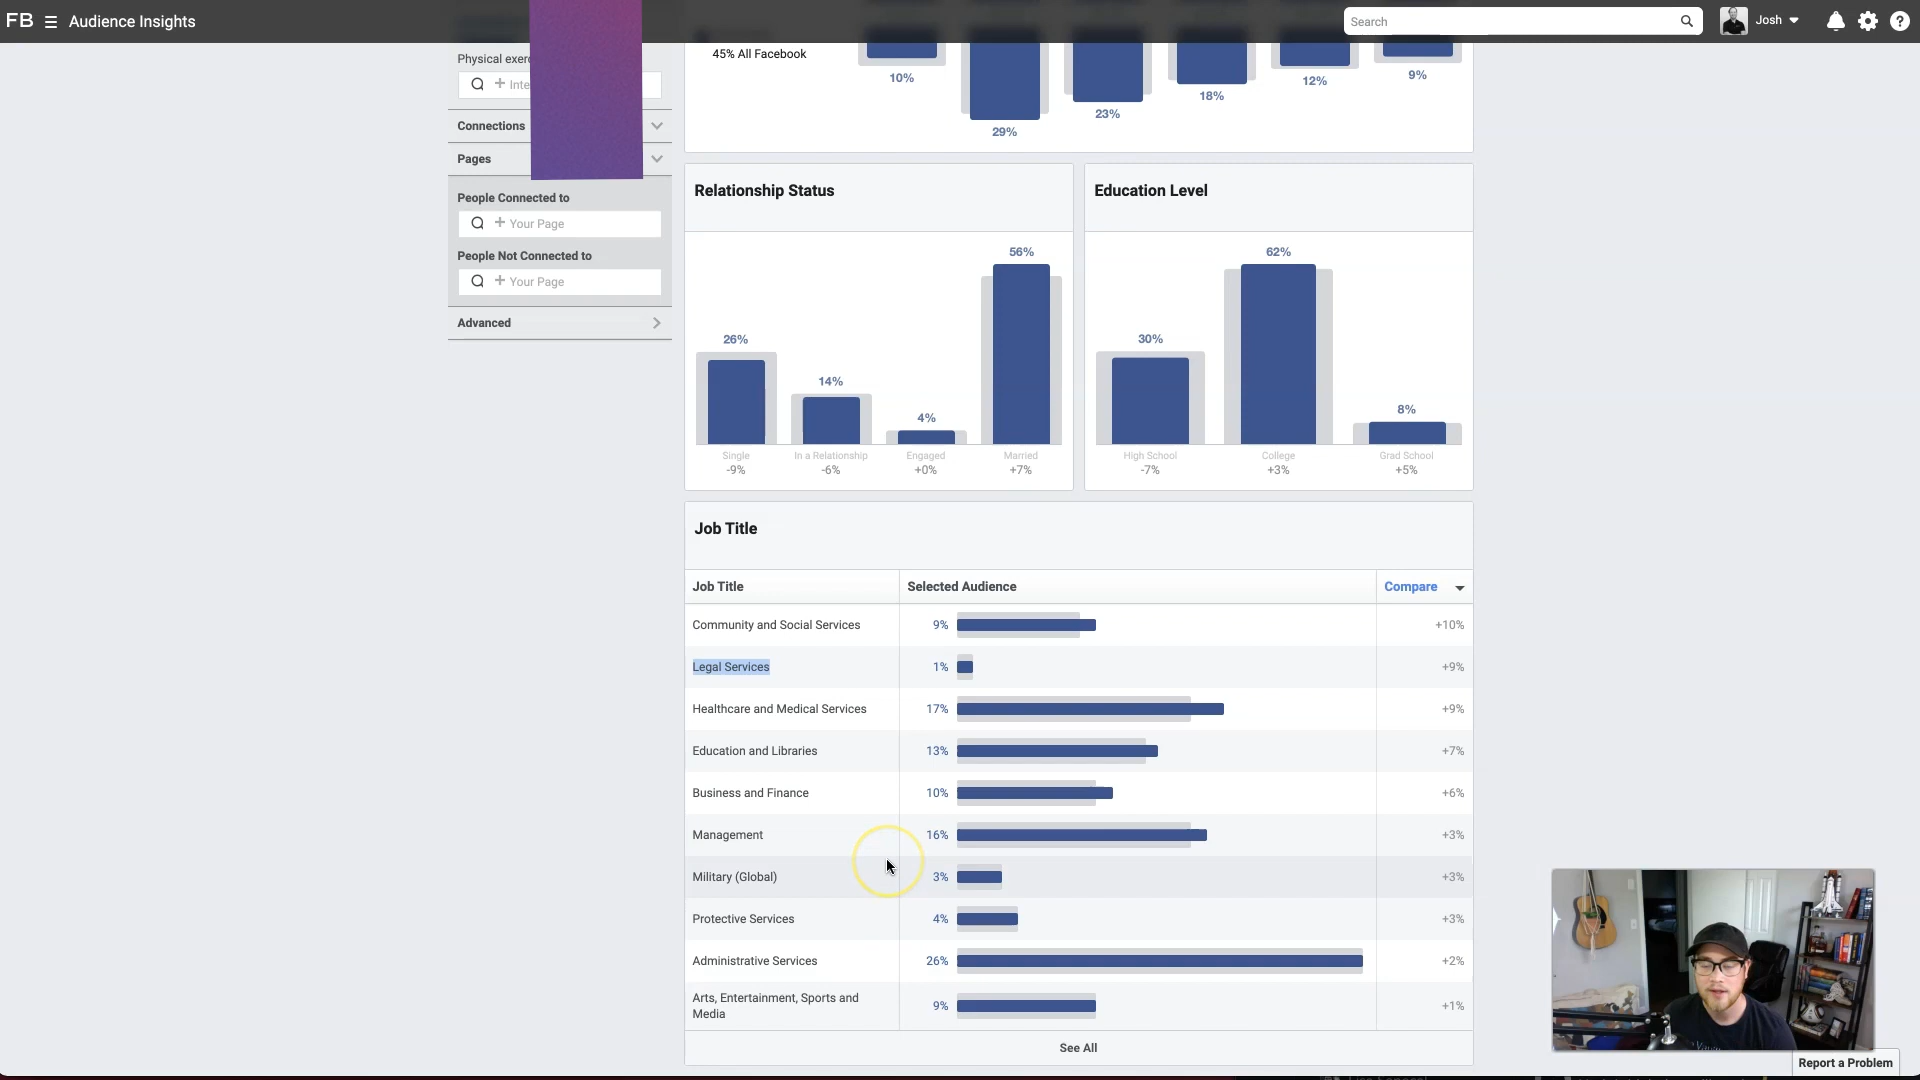 FB Audience Insights
Search
Josh
Physical exerc
+ Inte
Connections
Pages
People Connected to
+ Your Page
People Not Connected to
+ Your Page
Advanced
45% All Facebook
10%
29%
23%
18%
12%
9%
Relationship Status
26%
14%
4%
56%
Single
In a Relationship
Engaged
Married
-9%
-6%
+0%
+7%
Education Level
30%
62%
8%
High School
College
Grad School
-7%
+3%
+5%
Job Title
Job Title Selected Audience Compare
Community and Social Services 9% +10%
Legal Services 1% +9%
Healthcare and Medical Services 17% +9%
Education and Libraries 13% +7%
Business and Finance 10% +6%
Management 16% +3%
Military (Global) 3% +3%
Protective Services 4% +3%
Administrative Services 26% +2%
Arts, Entertainment, Sports and
Media 9% +1%
See All
Report a Problem